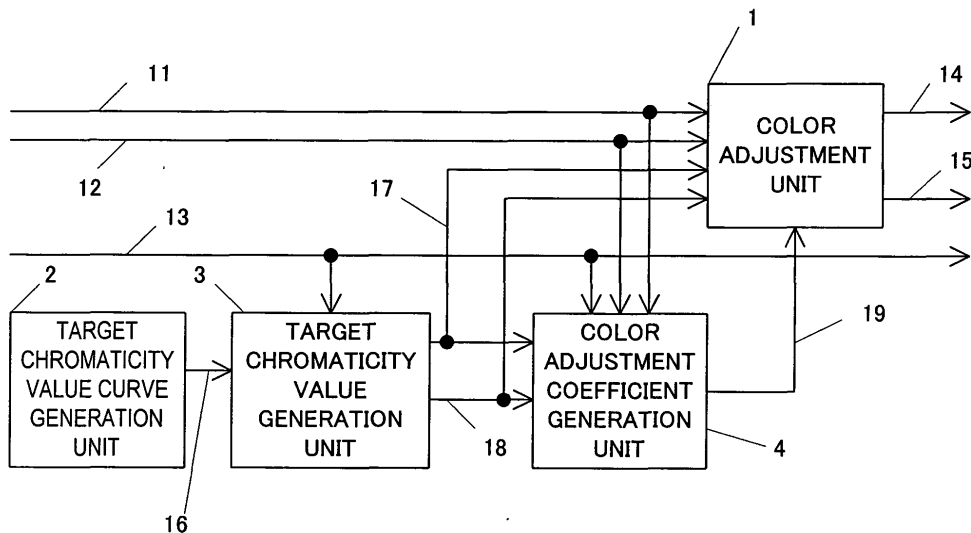 1
11
14
COLOR
ADJUSTMENT
UNIT
12
17
15
13
2
3
19
TARGET
CHROMATICITY
VALUE CURVE
GENERATION
UNIT
TARGET
CHROMATICITY
VALUE
GENERATION
UNIT
COLOR
ADJUSTMENT
COEFFICIENT
GENERATION
UNIT
18
4
16